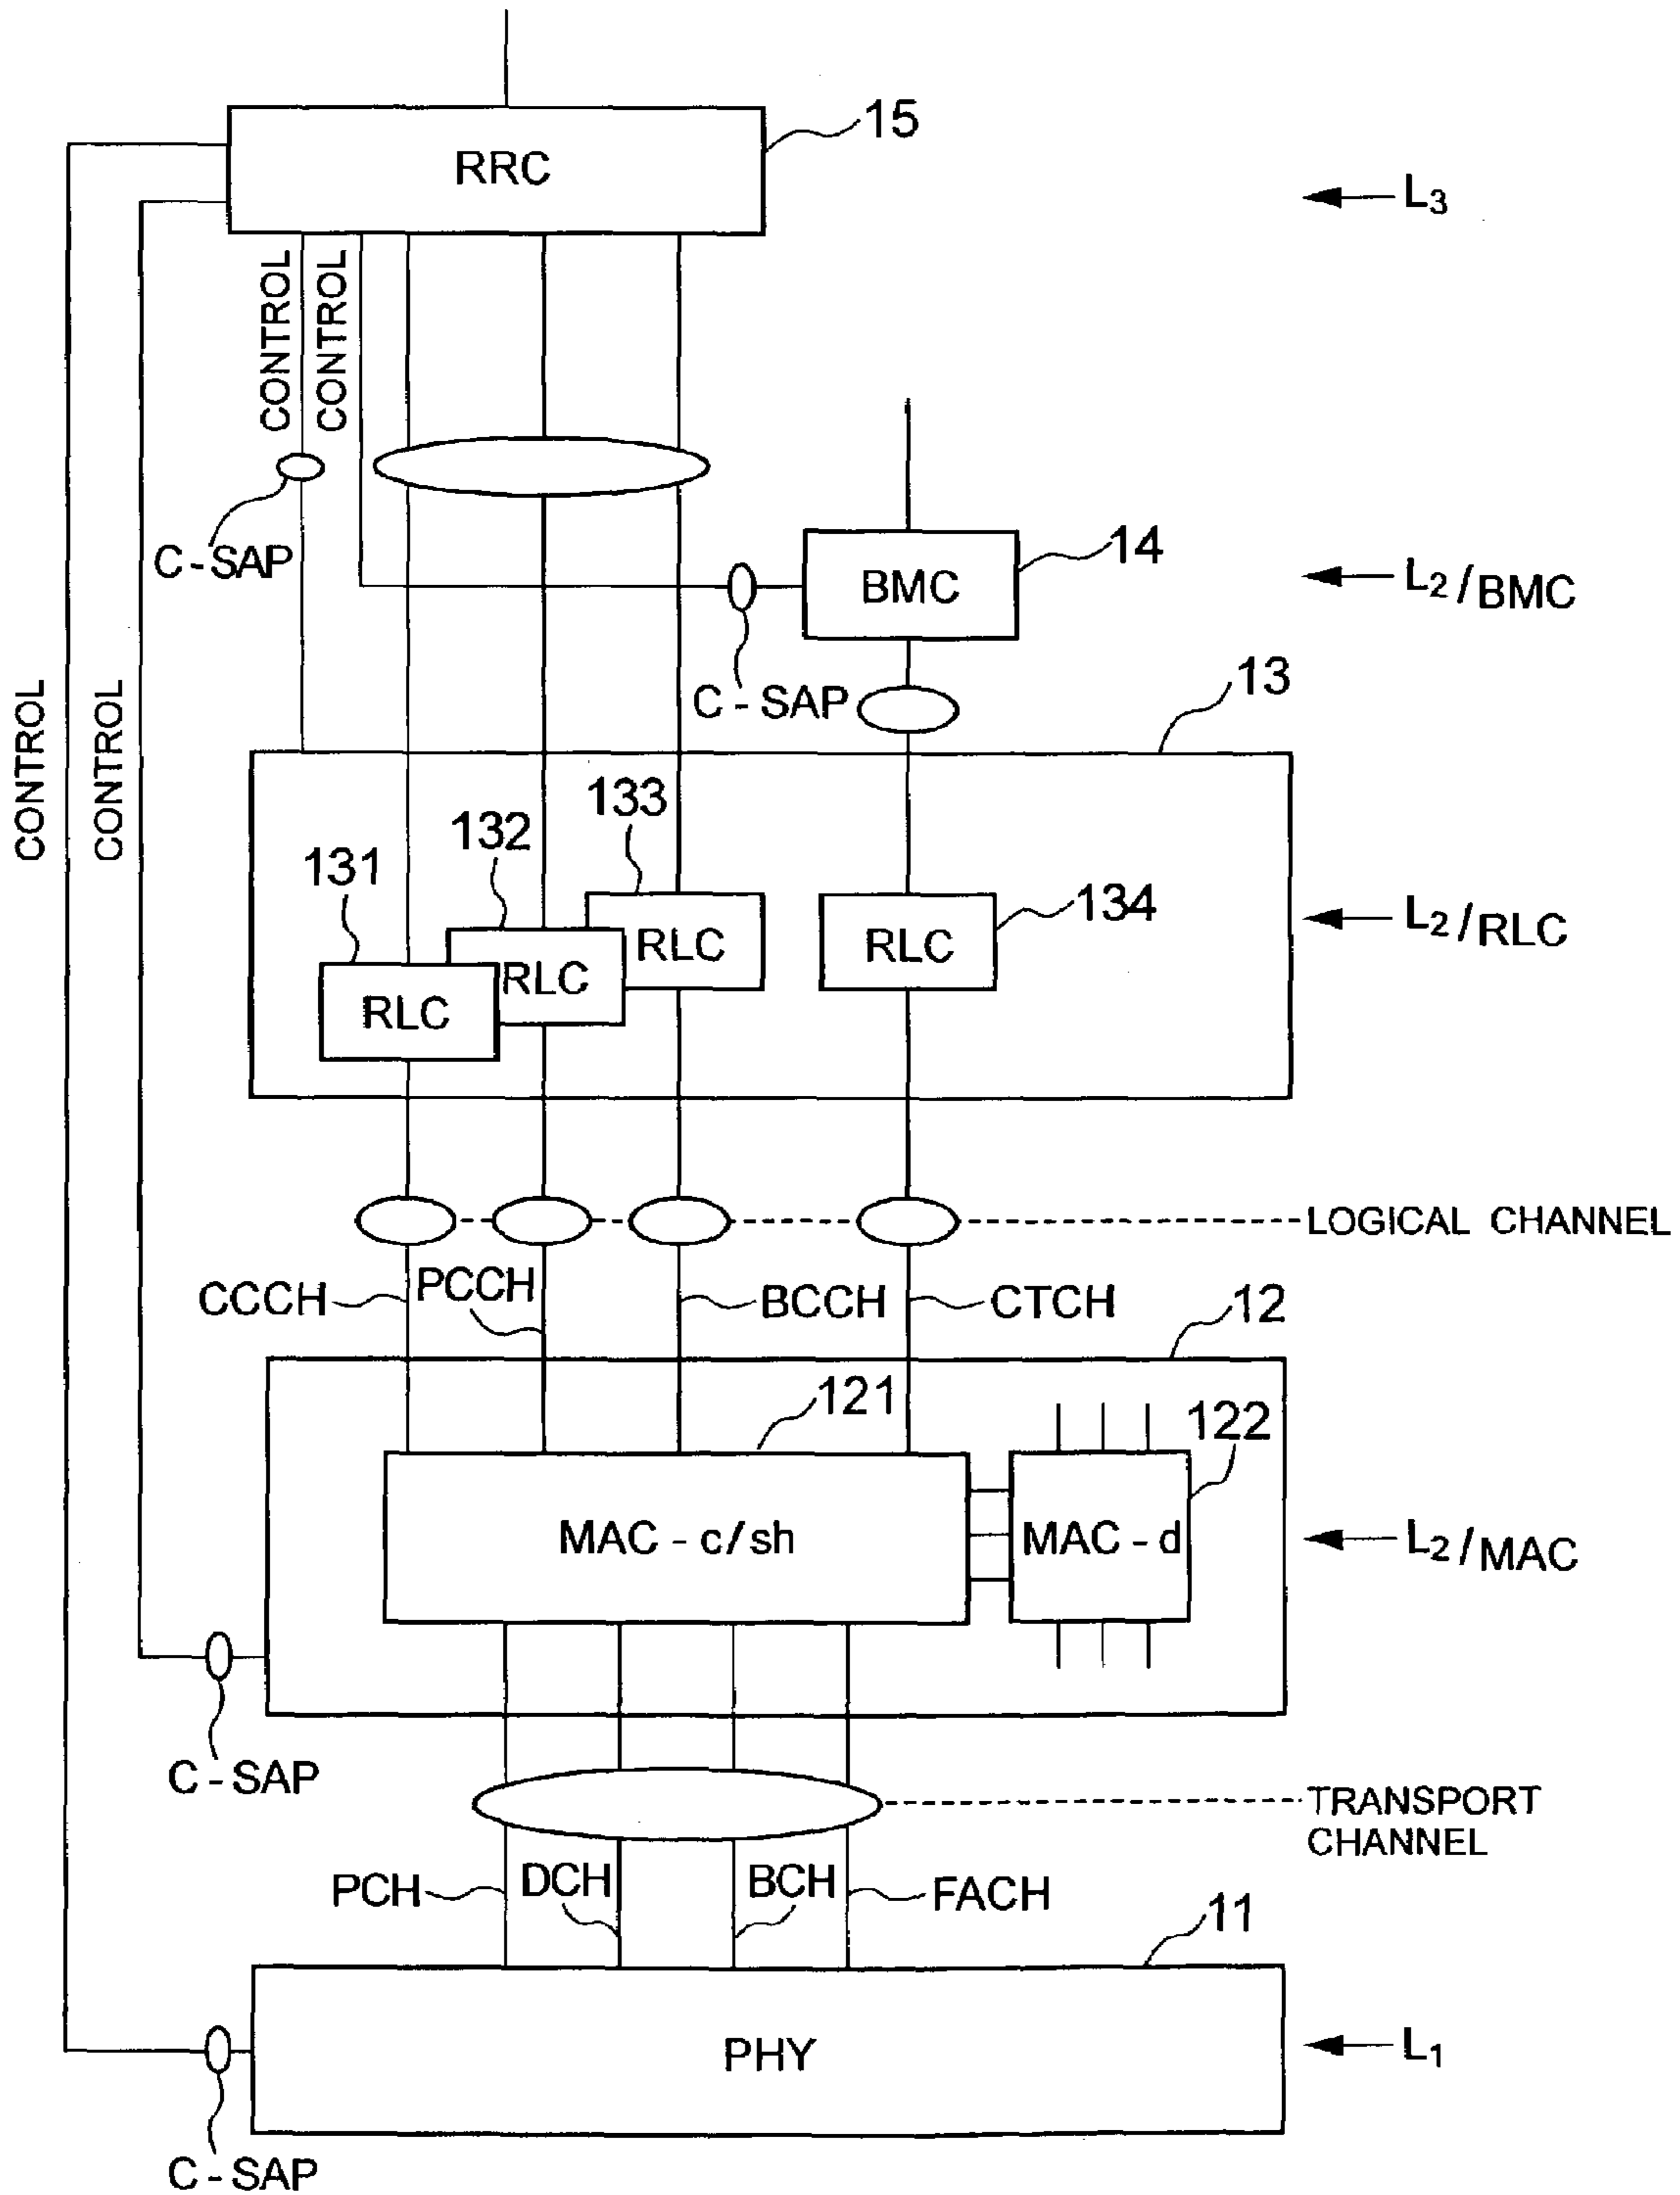 15
RRC
L3
CONTROL
CONTROL
C-SAP
14
BMC
L2/BMC
C-SAP
13
CONTROL
CONTROL
133
132
131
134
RLC
RLC
RLC
RLC
L2/RLC
LOGICAL CHANNEL
CCCH
PCCH
BCCH
CTCH
12
121
122
MAC-c/sh
MAC-d
L2/MAC
C-SAP
TRANSPORT
CHANNEL
PCH
DCH
BCH
FACH
11
PHY
L1
C-SAP